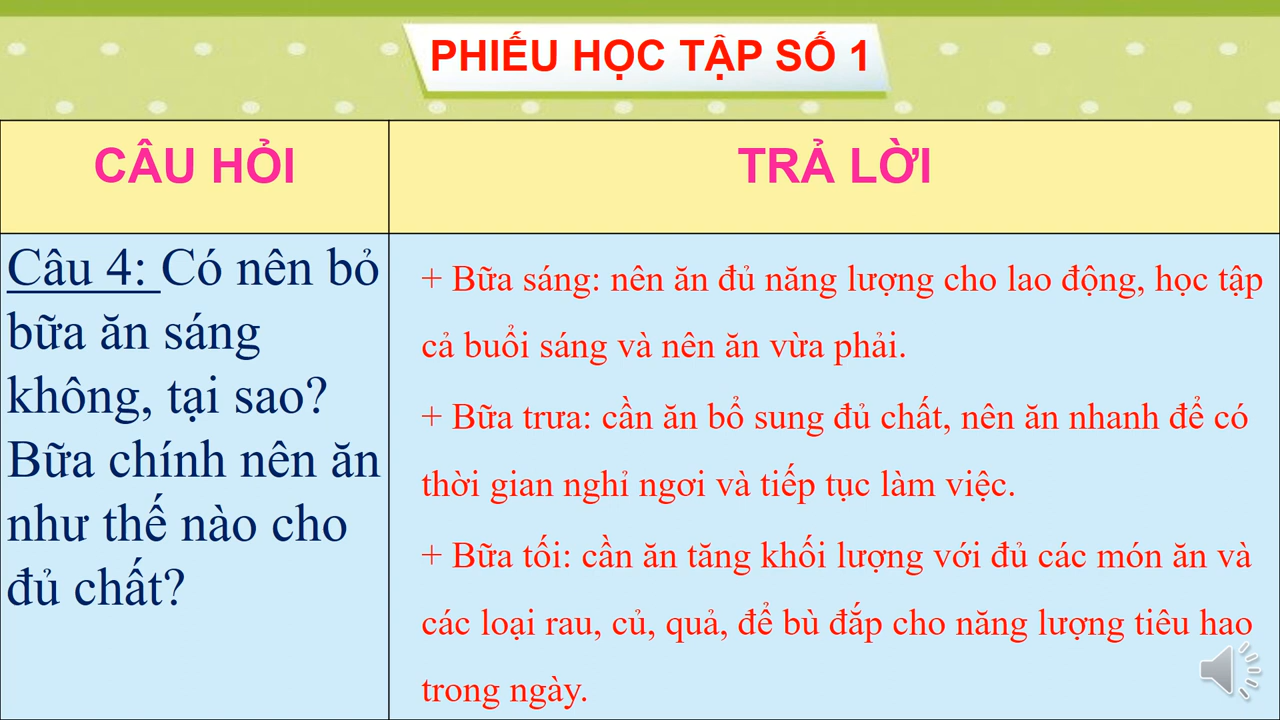 PHIẾU HỌC TẬP SỐ 1
CÂU HỎI
TRẢ LỜI
Câu 4: Có nên bỏ
bữa ăn sáng
không, tại sao?
Bữa chính nên ăn
như thế nào cho
đủ chất?
+ Bữa sáng: nên ăn đủ năng lượng cho lao động, học tập
cả buổi sáng và nên ăn vừa phải.
+ Bữa trưa: cần ăn bổ sung đủ chất, nên ăn nhanh để có
thời gian nghỉ ngơi và tiếp tục làm việc.
+ Bữa tối: cần ăn tăng khối lượng với đủ các món ăn và
các loại rau, củ, quả, để bù đắp cho năng lượng tiêu hao
trong ngày.